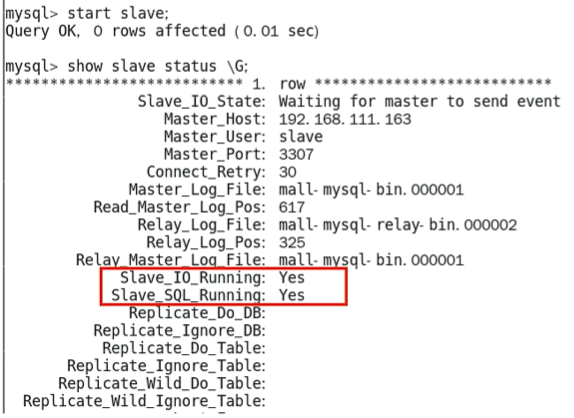 mysql> start slave;
Query OK, 0 rows affected (0.01 sec)
mysql> show slave status \G;
*************************** 1. row ***************************
Slave_IO_State: Waiting for master to send event
Master_Host: 192.168.111.163
Master_User: slave
Master_Port: 3307
Connect_Retry: 30
Master_Log_File: mall-mysql-bin.000001
Read_Master_Log_Pos: 617
Relay_Log_File: mall-mysql-relay-bin.000002
Relay_Log_Pos: 325
Relay_Master_Log_File: mall-mysql-bin.000001
Slave_IO_Running: Yes
Slave_SQL_Running: Yes
Replicate_Do_DB:
Replicate_Ignore_DB:
Replicate_Do_Table:
Replicate_Ignore_Table:
Replicate_Wild_Do_Table:
Replicate_Wild_Ignore_Table: